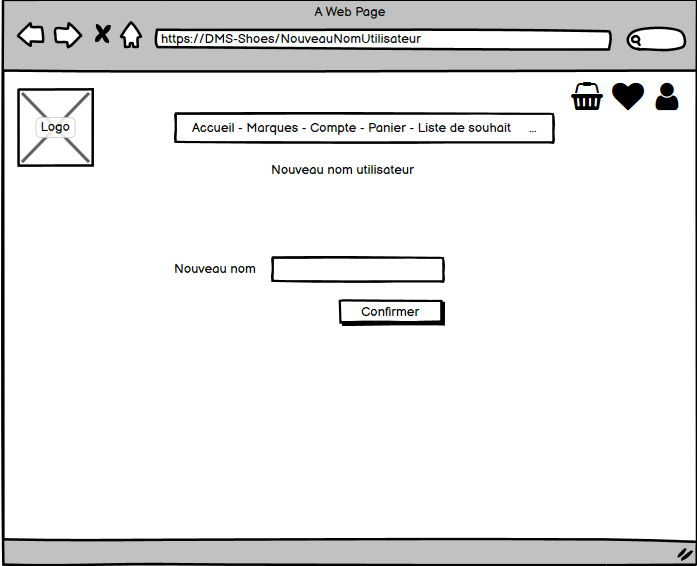 A Web Page
https://DMS-Shoes/NouveauNomUtilisateur
Logo
Accueil - Marques - Compte - Panier - Liste de souhait ...
Nouveau nom utilisateur
Nouveau nom
Confirmer